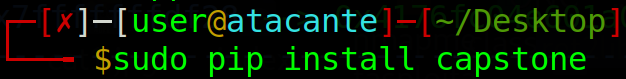 ┌─[✗]─[user@atacante]─[~/Desktop]
└──╼ $sudo pip install capstone